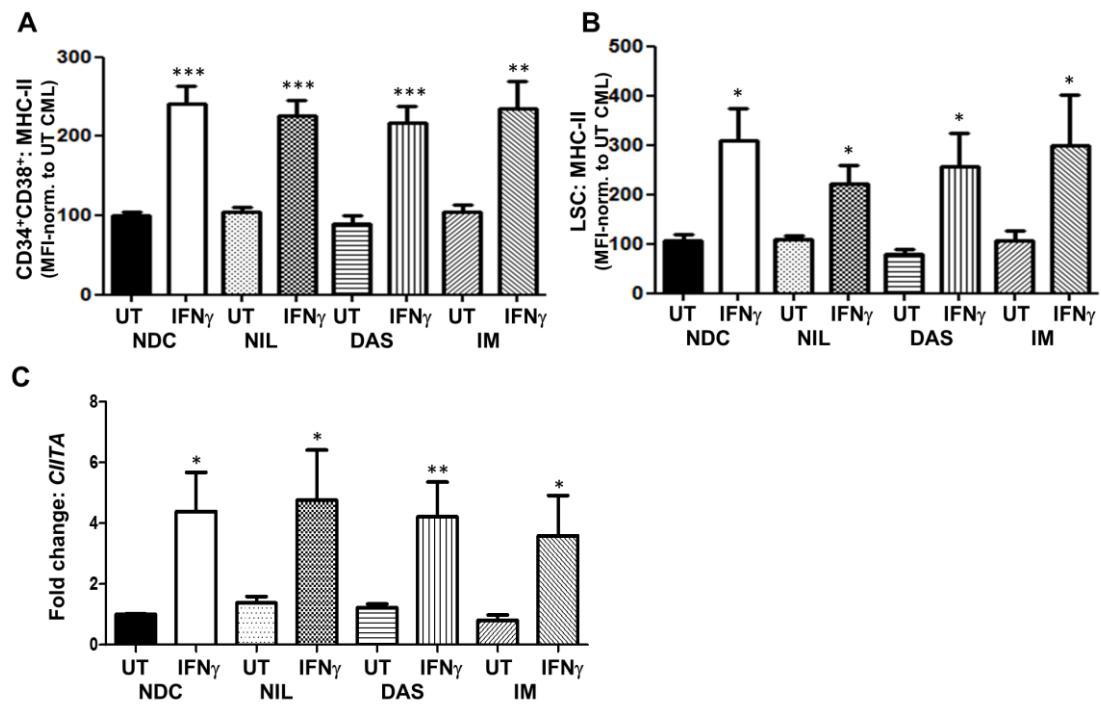 A
CD34⁺CD38⁺: MHC-II
(MFI-norm. to UT CML)
300
200
100
0
*** *** *** **
UT IFNγ UT IFNγ UT IFNγ UT IFNγ
NDC NIL DAS IM
B
LSC: MHC-II
(MFI-norm. to UT CML)
500
400
300
200
100
0
* * * *
UT IFNγ UT IFNγ UT IFNγ UT IFNγ
NDC NIL DAS IM
C
Fold change: CIITA
8
6
4
2
0
* * ** *
UT IFNγ UT IFNγ UT IFNγ UT IFNγ
NDC NIL DAS IM